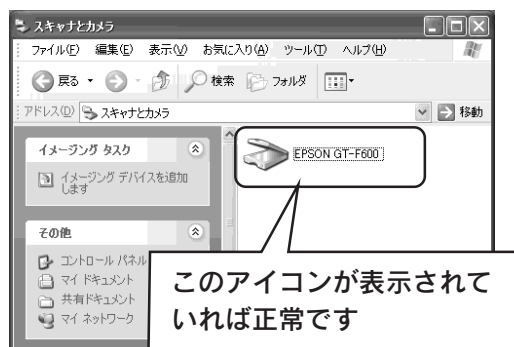 スキャナとカメラ
ファイル(F) 編集(E) 表示(V) お気に入り(A) ツール(T) ヘルプ(H)
戻る 検索 フォルダ
アドレス(D) スキャナとカメラ 移動
イメージング タスク
イメージング デバイスを追加
します
EPSON GT-F600
その他
コントロール パネル
マイ ドキュメント
共有ドキュメント
マイ ネットワーク
このアイコンが表示されて
いれば正常です